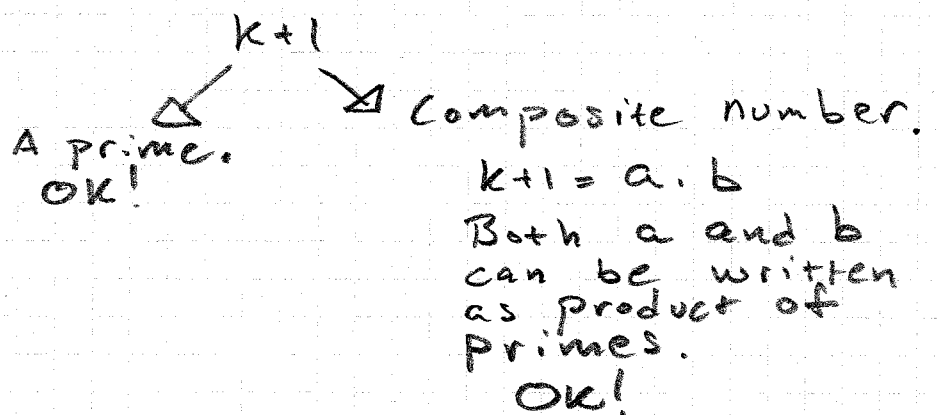 k+1
A prime.
OK!
Composite number.
k+1 = a . b
Both a and b
can be written
as product of
primes.
OK!